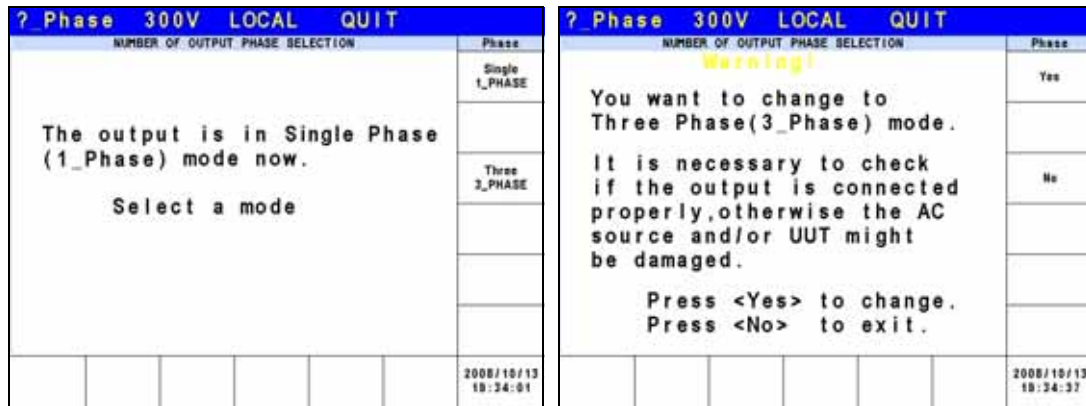 ?_Phase 300V LOCAL QUIT
NUMBER OF OUTPUT PHASE SELECTION
Phase
Single
1_PHASE
The output is in Single Phase
(1_Phase) mode now.
Three
3_PHASE
Select a mode
2008/10/13
19:34:01
?_Phase 300V LOCAL QUIT
NUMBER OF OUTPUT PHASE SELECTION
Phase
Warning!
Yes
You want to change to
Three Phase(3_Phase) mode.
It is necessary to check
if the output is connected
properly,otherwise the AC
source and/or UUT might
be damaged.
No
Press <Yes> to change.
Press <No> to exit.
2008/10/13
19:34:37